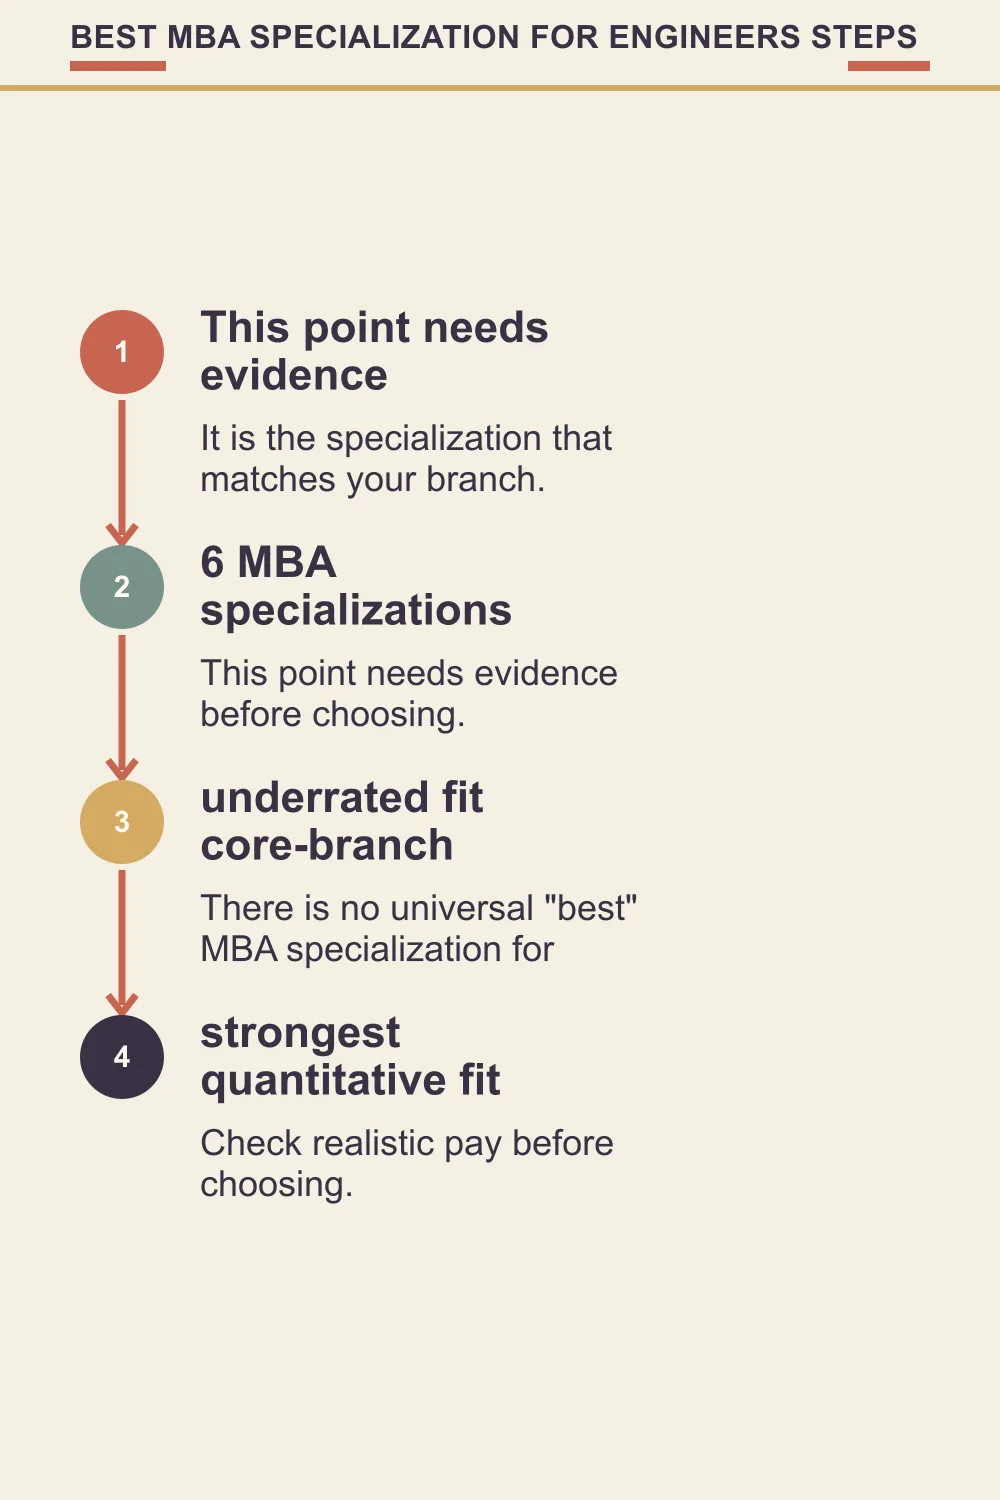 BEST MBA SPECIALIZATION FOR ENGINEERS STEPS
1
This point needs
evidence
It is the specialization that
matches your branch.
2
6 MBA
specializations
This point needs evidence
before choosing.
3
underrated fit
core-branch
There is no universal "best"
MBA specialization for
4
strongest
quantitative fit
Check realistic pay before
choosing.